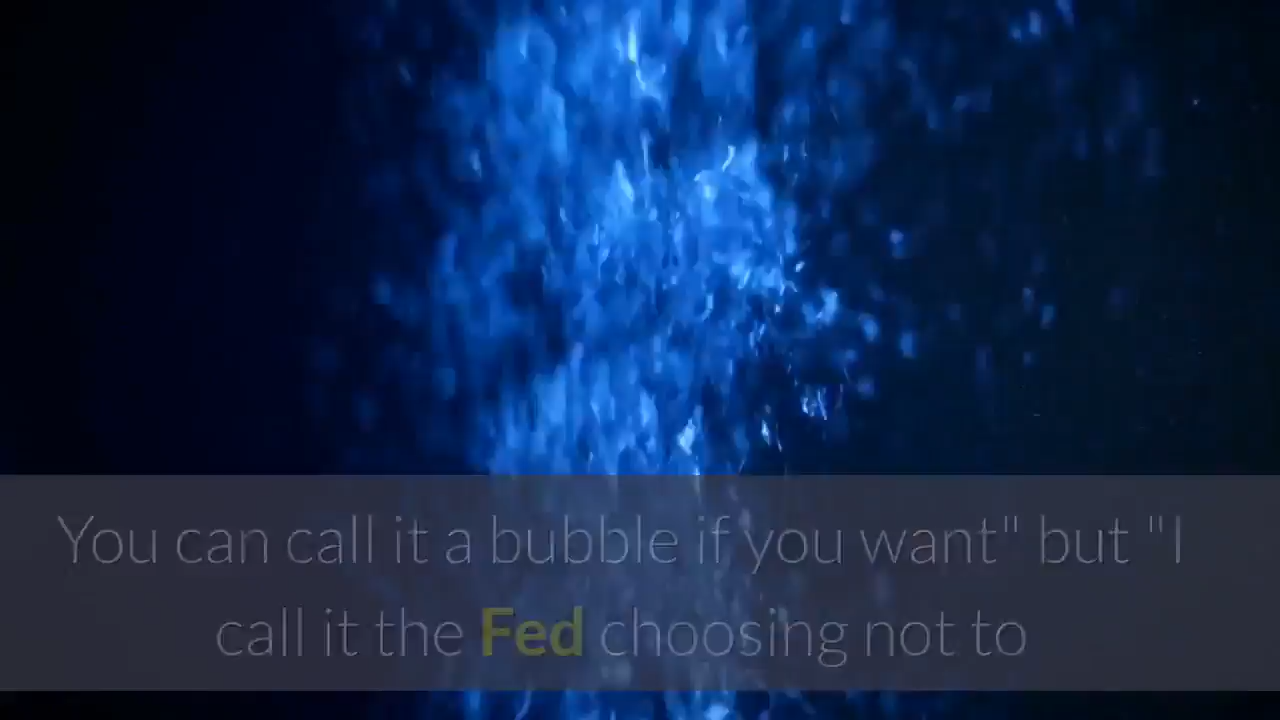 You can call it a bubble if you want" but "I
call it the Fed choosing not to